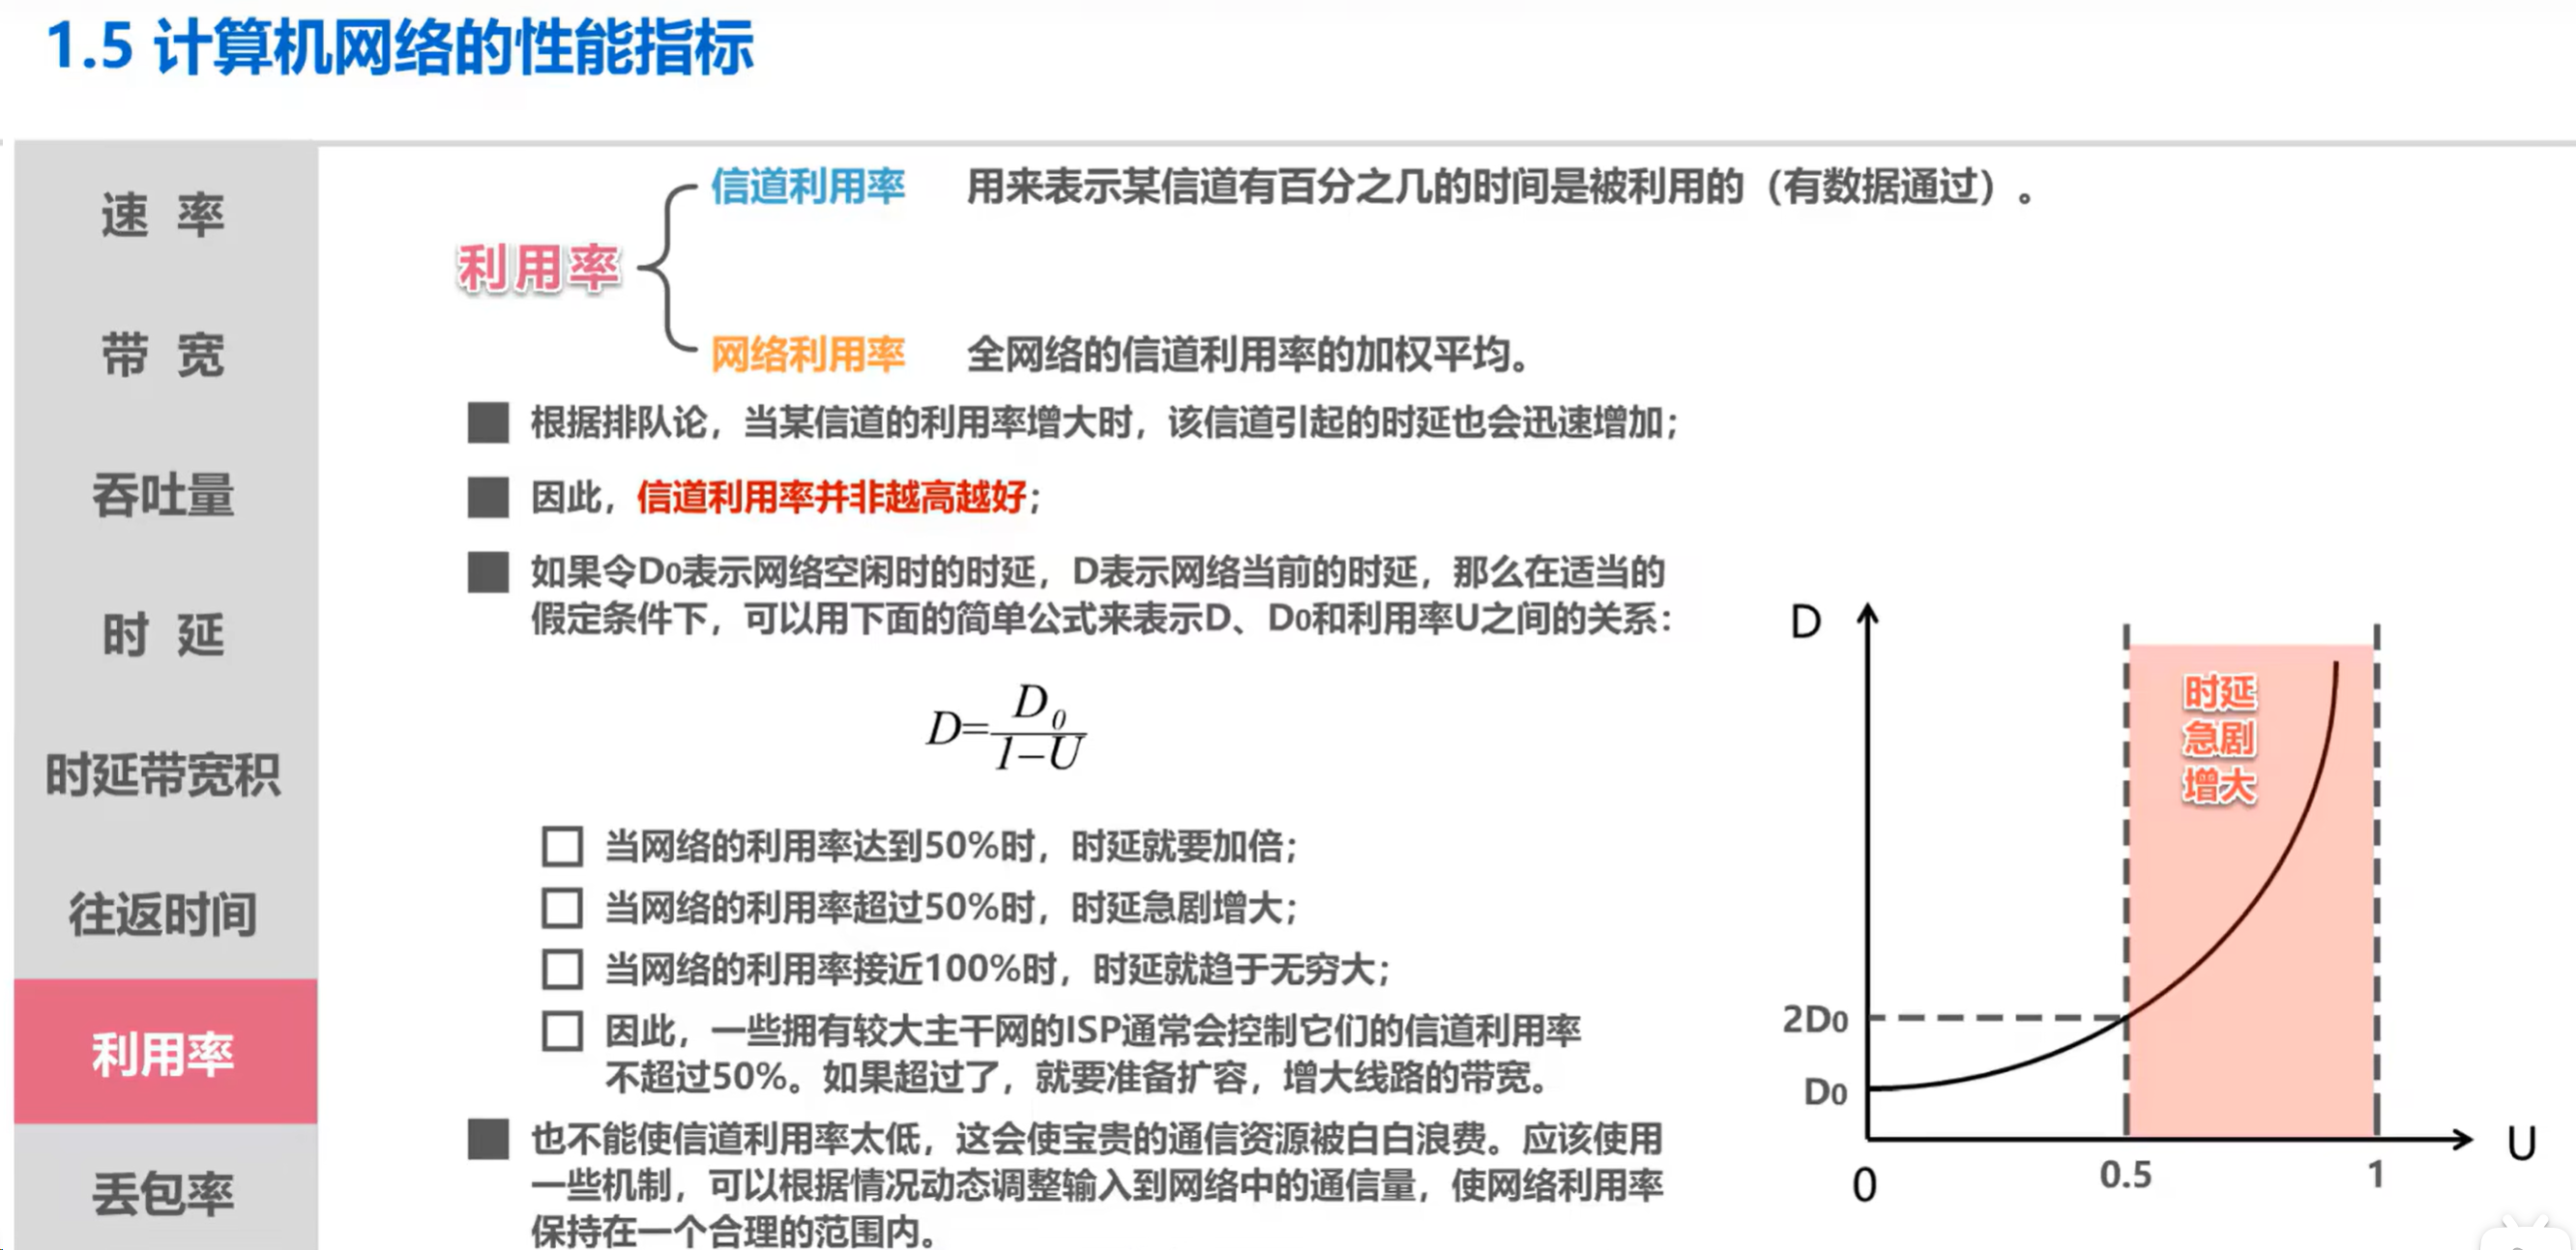 1.5 计算机网络的性能指标
速 率
带 宽
吞吐量
时 延
时延带宽积
往返时间
利用率
丢包率
利用率
信道利用率 用来表示某信道有百分之几的时间是被利用的（有数据通过）。
网络利用率 全网络的信道利用率的加权平均。
根据排队论，当某信道的利用率增大时，该信道引起的时延也会迅速增加；
因此，信道利用率并非越高越好；
如果令D0表示网络空闲时的时延，D表示网络当前的时延，那么在适当的
假定条件下，可以用下面的简单公式来表示D、D0和利用率U之间的关系：
D=D0/1-U
当网络的利用率达到50%时，时延就要加倍；
当网络的利用率超过50%时，时延急剧增大；
当网络的利用率接近100%时，时延就趋于无穷大；
因此，一些拥有较大主干网的ISP通常会控制它们的信道利用率
不超过50%。如果超过了，就要准备扩容，增大线路的带宽。
也不能使信道利用率太低，这会使宝贵的通信资源被白白浪费。应该使用
一些机制，可以根据情况动态调整输入到网络中的通信量，使网络利用率
保持在一个合理的范围内。
D
时延
急剧
增大
2D0
D0
U
0
0.5
1